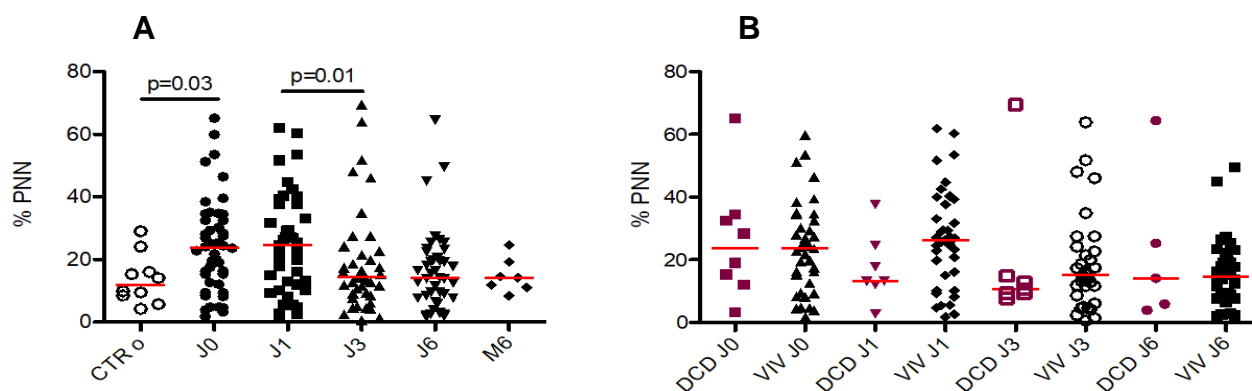 A
B
80
60
40
20
0
% PNN
p=0.03
p=0.01
CTR o
J0
J1
J3
J6
M6
80
60
40
20
0
% PNN
DCD J0
VIV J0
DCD J1
VIV J1
DCD J3
VIV J3
DCD J6
VIV J6